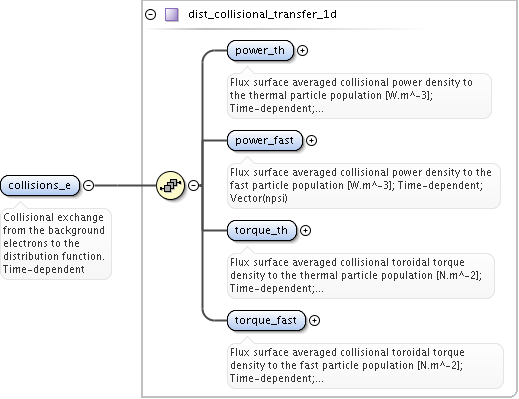 dist_collisional_transfer_1d
power_th
Flux surface averaged collisional power density to
the thermal particle population [W.m^-3];
Time-dependent;...
power_fast
Flux surface averaged collisional power density to the
fast particle population [W.m^-3]; Time-dependent;
Vector(npsi)
collisions_e
Collisional exchange
from the background
electrons to the
distribution function.
Time-dependent
torque_th
Flux surface averaged collisional toroidal torque
density to the thermal particle population [N.m^-2];
Time-dependent;...
torque_fast
Flux surface averaged collisional toroidal torque
density to the fast particle population [N.m^-2];
Time-dependent;...